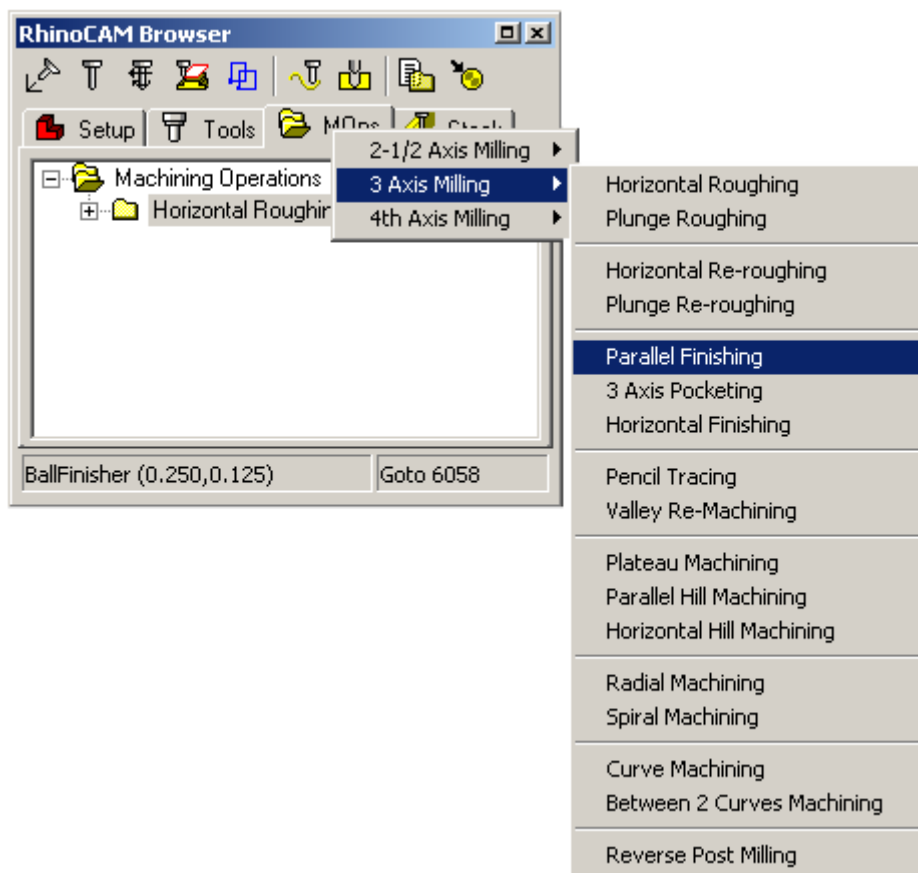 RhinoCAM Browser
Setup Tools MOps Stock
Machining Operations
Horizontal Roughin
2-1/2 Axis Milling
3 Axis Milling
4th Axis Milling
BallFinisher (0.250,0.125) Goto 6058
Horizontal Roughing
Plunge Roughing
Horizontal Re-roughing
Plunge Re-roughing
Parallel Finishing
3 Axis Pocketing
Horizontal Finishing
Pencil Tracing
Valley Re-Machining
Plateau Machining
Parallel Hill Machining
Horizontal Hill Machining
Radial Machining
Spiral Machining
Curve Machining
Between 2 Curves Machining
Reverse Post Milling